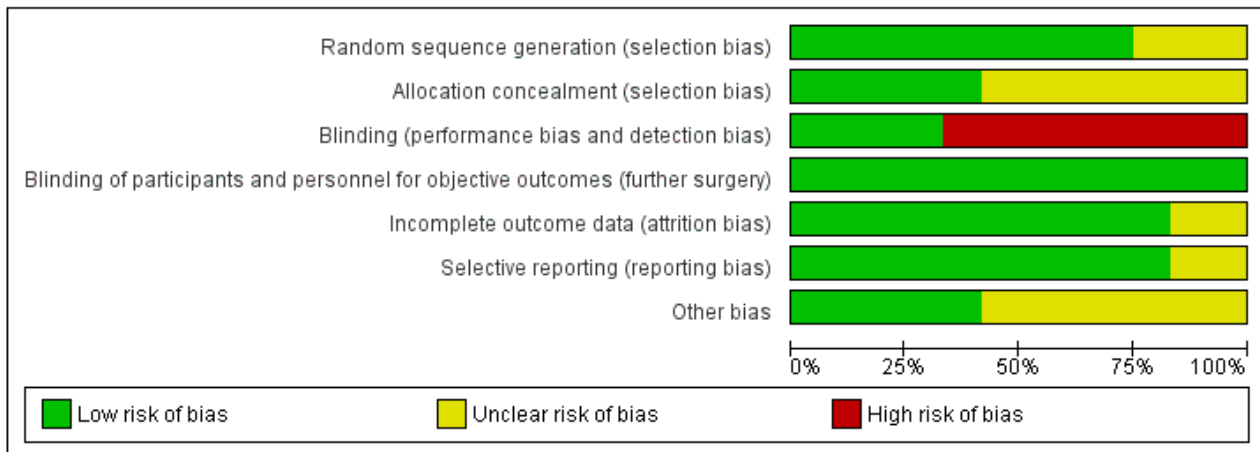 Random sequence generation (selection bias)
Allocation concealment (selection bias)
Blinding (performance bias and detection bias)
Blinding of participants and personnel for objective outcomes (further surgery)
Incomplete outcome data (attrition bias)
Selective reporting (reporting bias)
Other bias
0% 25% 50% 75% 100%
Low risk of bias Unclear risk of bias High risk of bias